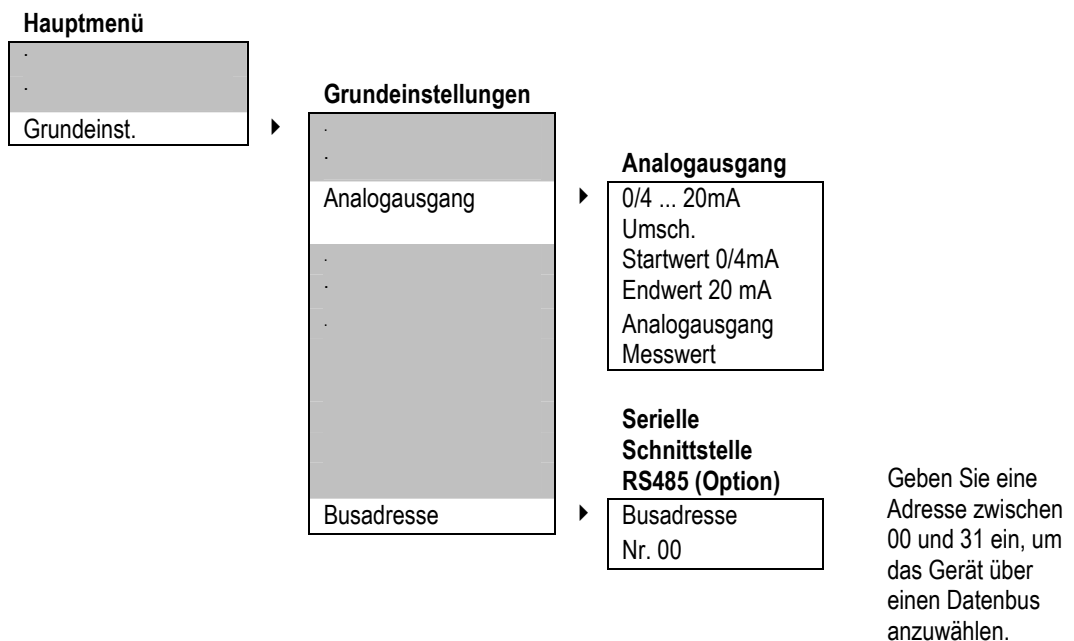 Hauptmenü
.
.
Grundeinst.
Grundeinstellungen
.
.
Analogausgang
.
.
.
Busadresse
Analogausgang
0/4 ... 20mA
Umsch.
Startwert 0/4mA
Endwert 20 mA
Analogausgang
Messwert
Serielle
Schnittstelle
RS485 (Option)
Busadresse
Nr. 00
Geben Sie eine
Adresse zwischen
00 und 31 ein, um
das Gerät über
einen Datenbus
anzuwählen.